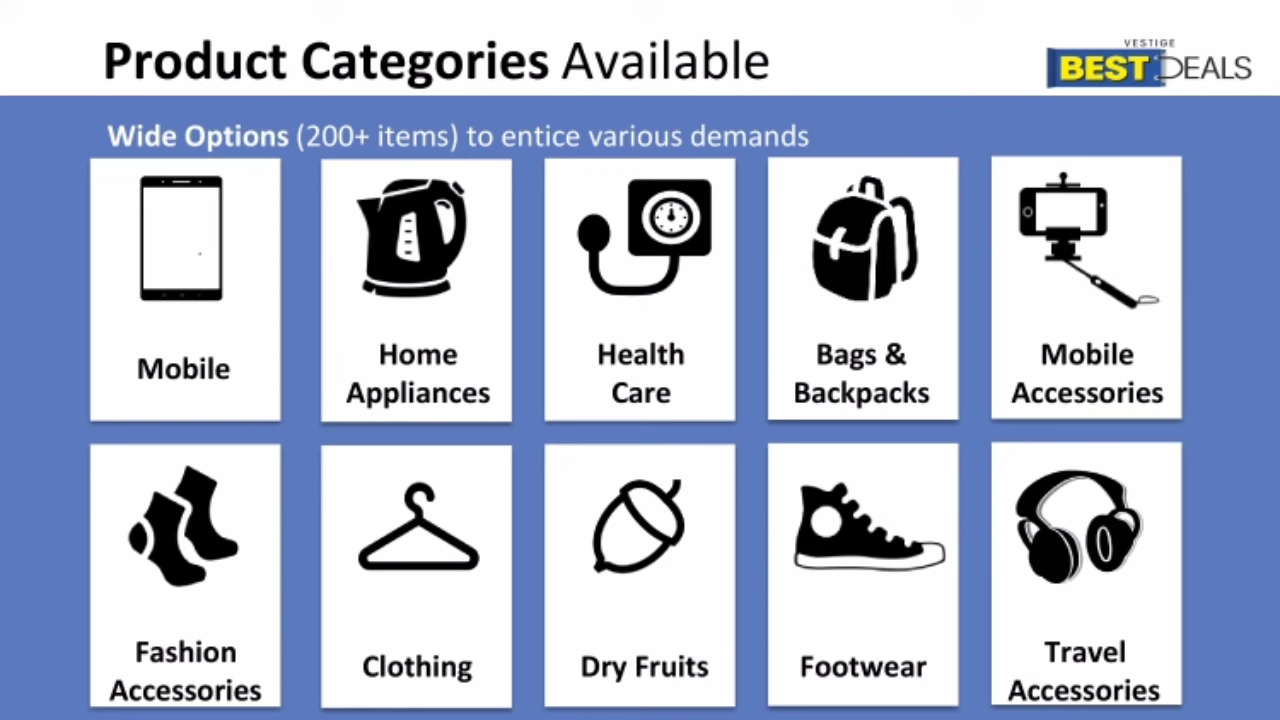 Product Categories Available
VESTIGE
BEST DEALS
Wide Options (200+ items) to entice various demands
Mobile
Home
Appliances
Health
Care
Bags &
Backpacks
Mobile
Accessories
Fashion
Accessories
Clothing
Dry Fruits
Footwear
Travel
Accessories